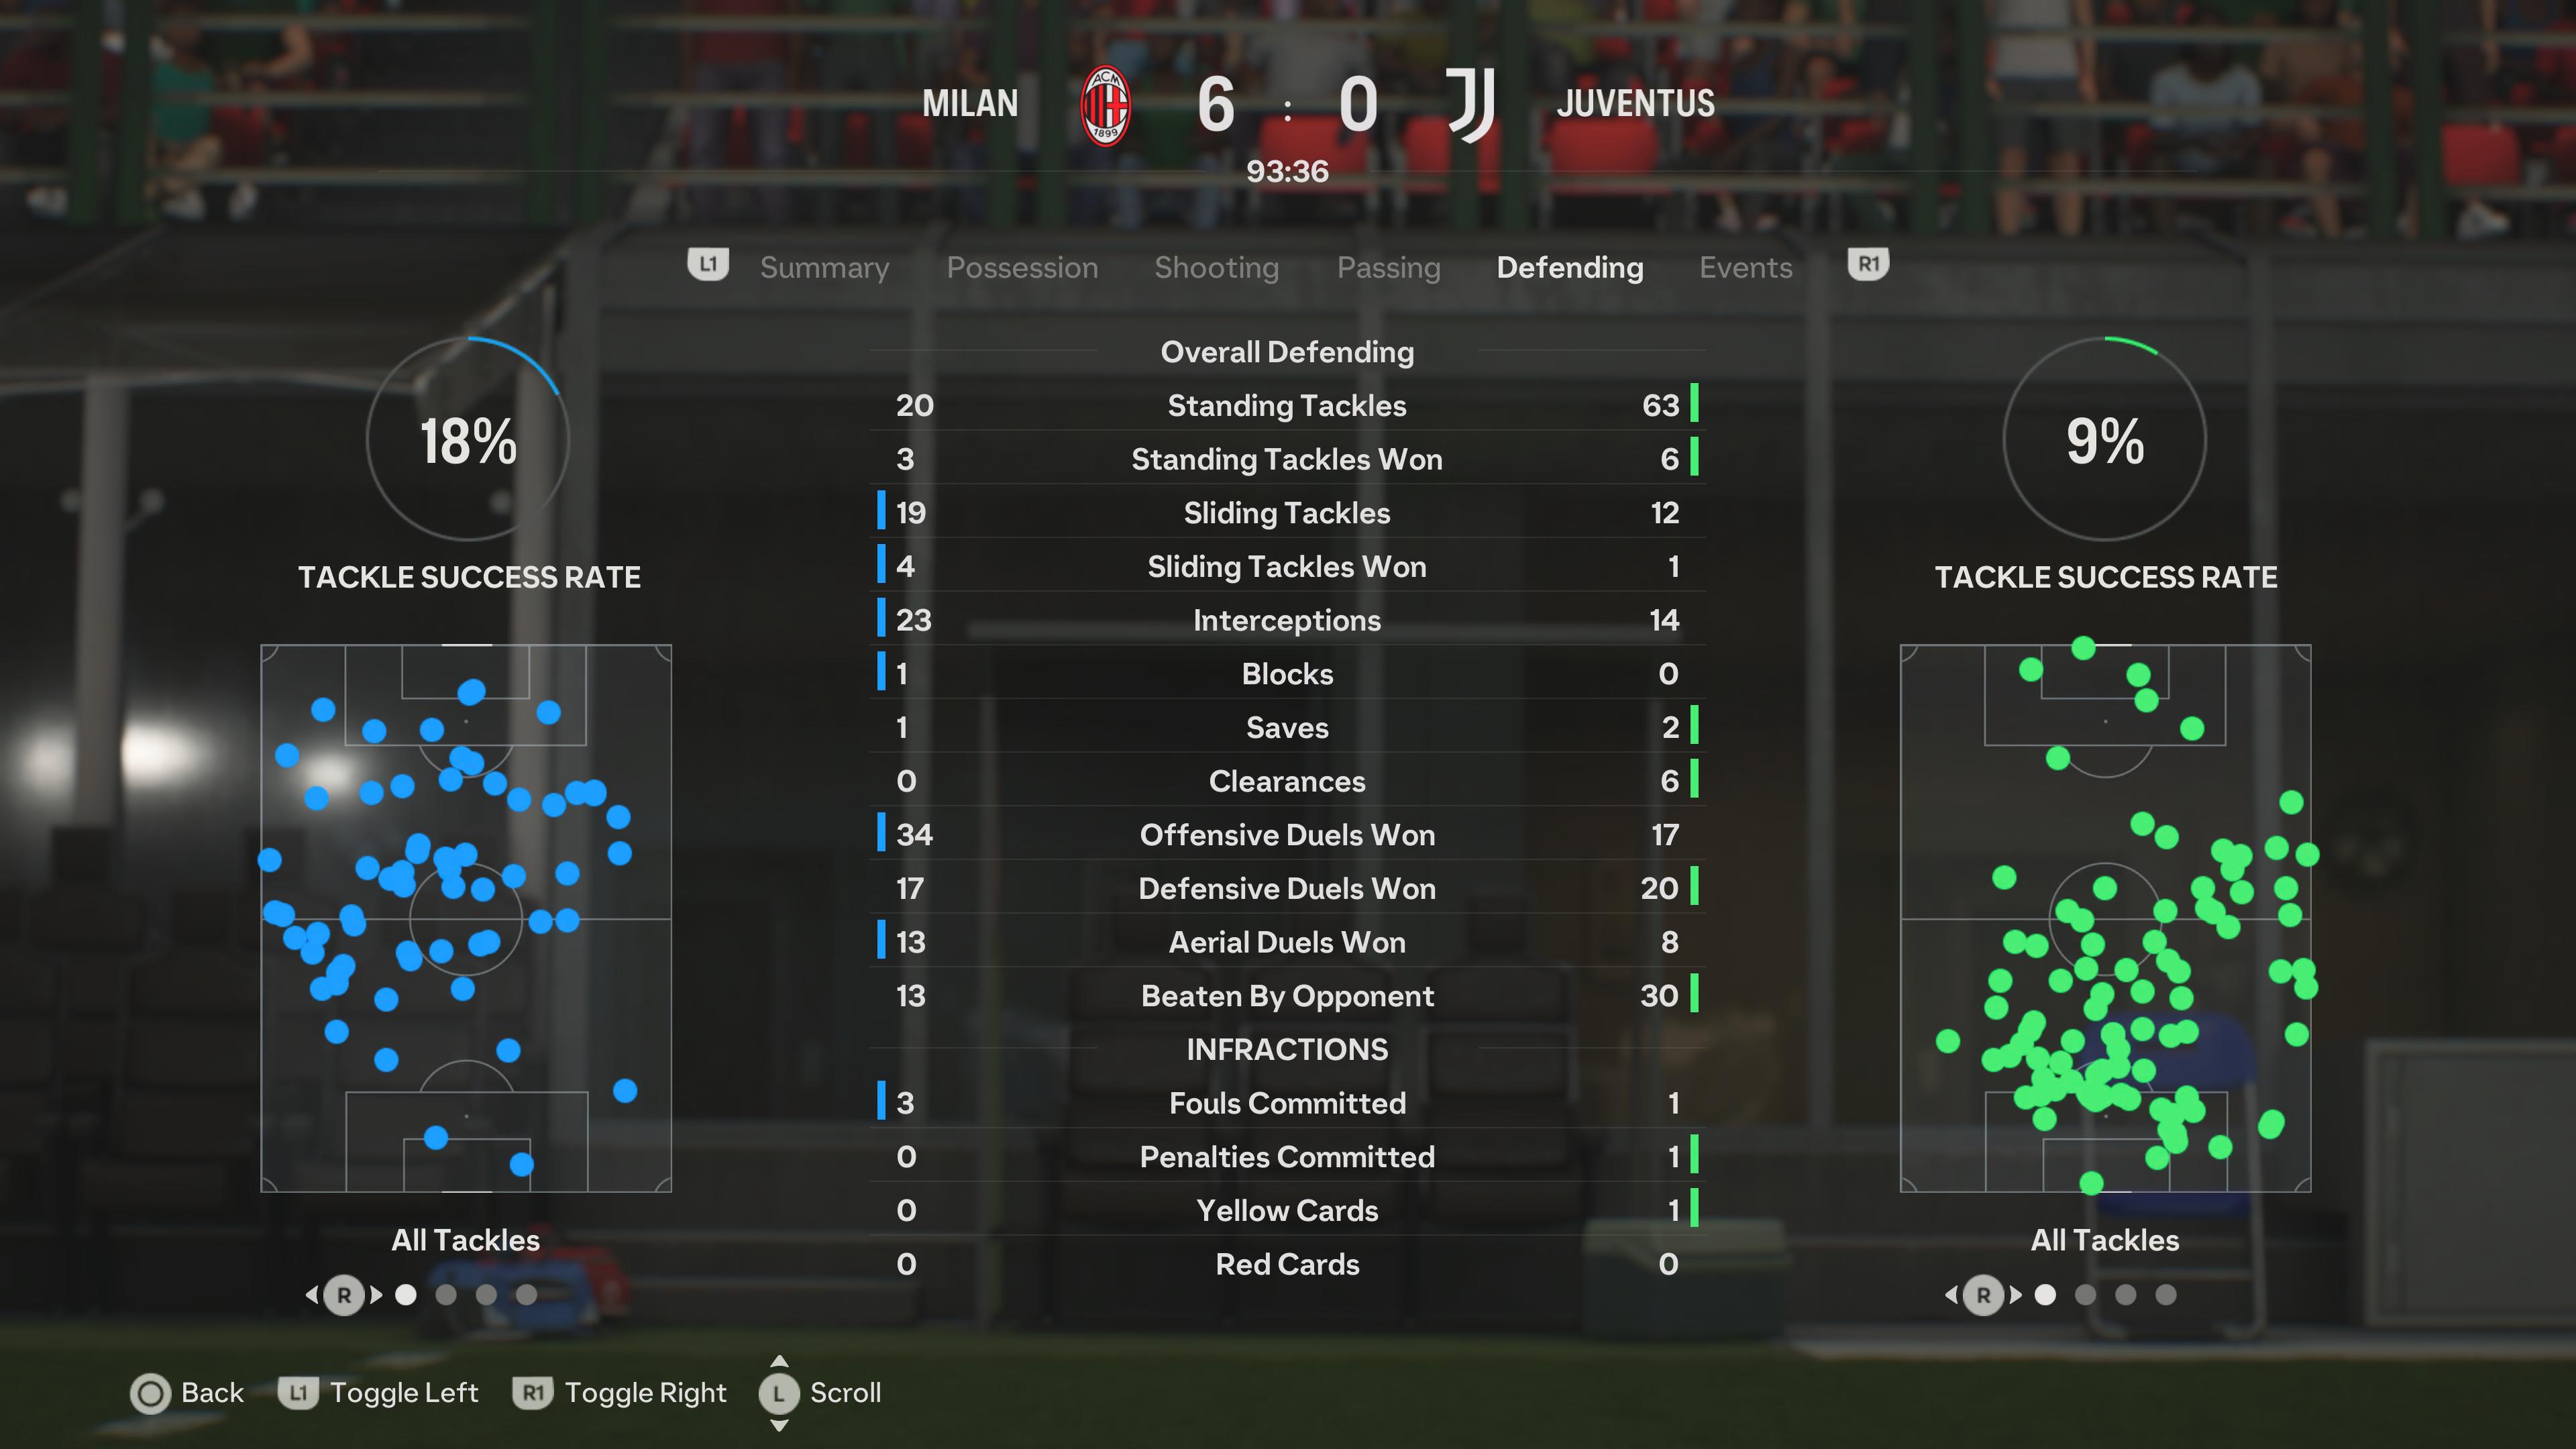 MILAN ACM 1899 6 : 0 JUVENTUS
93:36
L1 Summary Possession Shooting Passing Defending Events R1
18%
TACKLE SUCCESS RATE
All Tackles
R
Overall Defending
20 Standing Tackles 63
3 Standing Tackles Won 6
19 Sliding Tackles 12
4 Sliding Tackles Won 1
23 Interceptions 14
1 Blocks 0
1 Saves 2
0 Clearances 6
34 Offensive Duels Won 17
17 Defensive Duels Won 20
13 Aerial Duels Won 8
13 Beaten By Opponent 30
INFRACTIONS
3 Fouls Committed 1
0 Penalties Committed 1
0 Yellow Cards 1
0 Red Cards 0
9%
TACKLE SUCCESS RATE
All Tackles
R
Back L1 Toggle Left R1 Toggle Right L Scroll